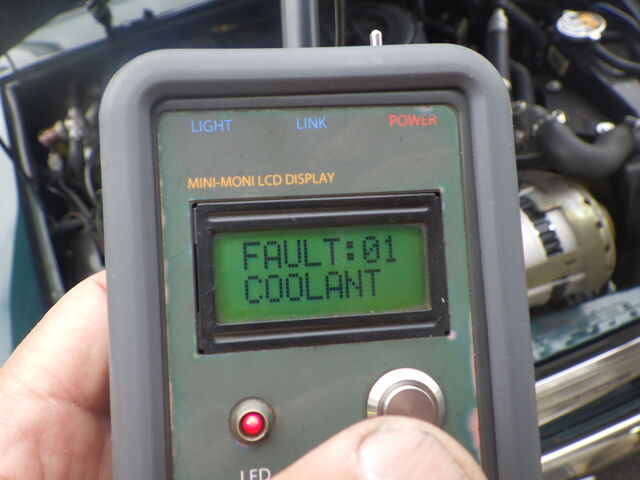 LIGHT LINK POWER
MINI-MONI LCD DISPLAY
FAULT:01
COOLANT
LED